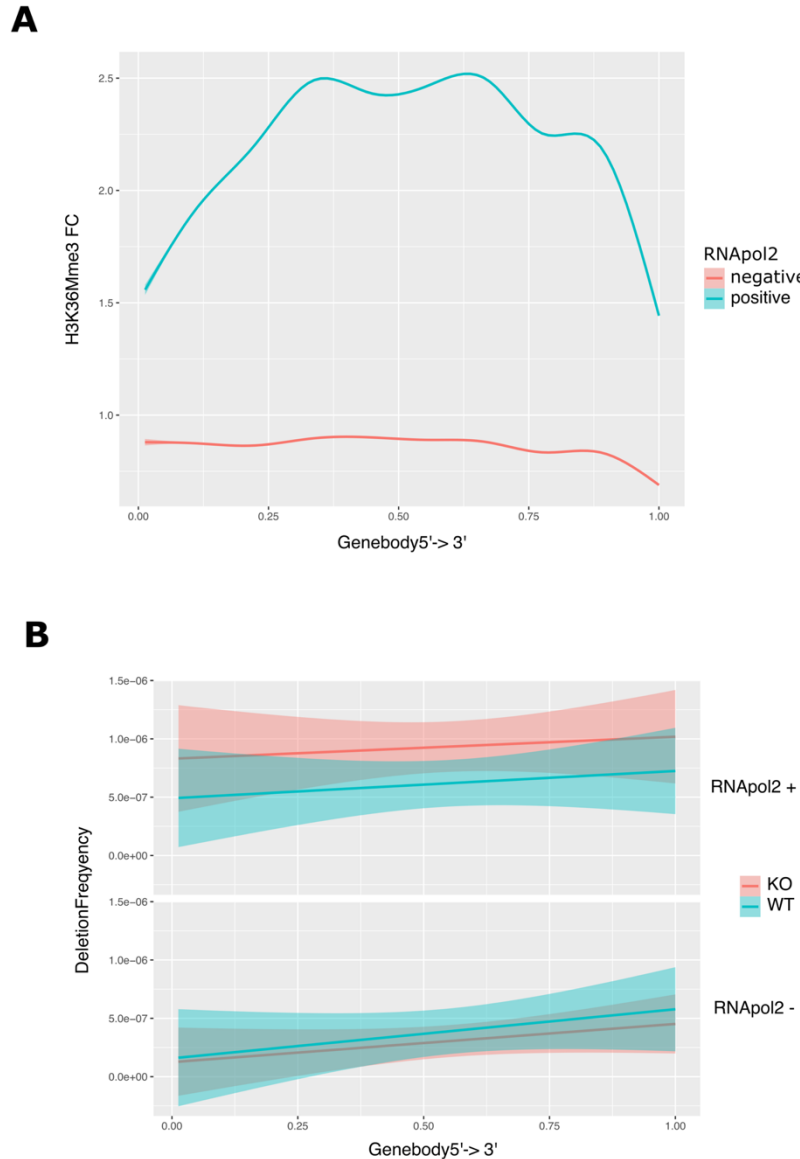 A
2.5
2.0
1.5
1.0
H3K36Mme3 FC
0.00
0.25
0.50
0.75
1.00
Genebody5'-> 3'
RNApol2
negative
positive
B
1.5e-06
1.0e-06
5.0e-07
0.0e+00
RNApol2 +
1.5e-06
1.0e-06
5.0e-07
0.0e+00
RNApol2 -
DeletionFreqyency
KO
WT
0.00
0.25
0.50
0.75
1.00
Genebody5'-> 3'